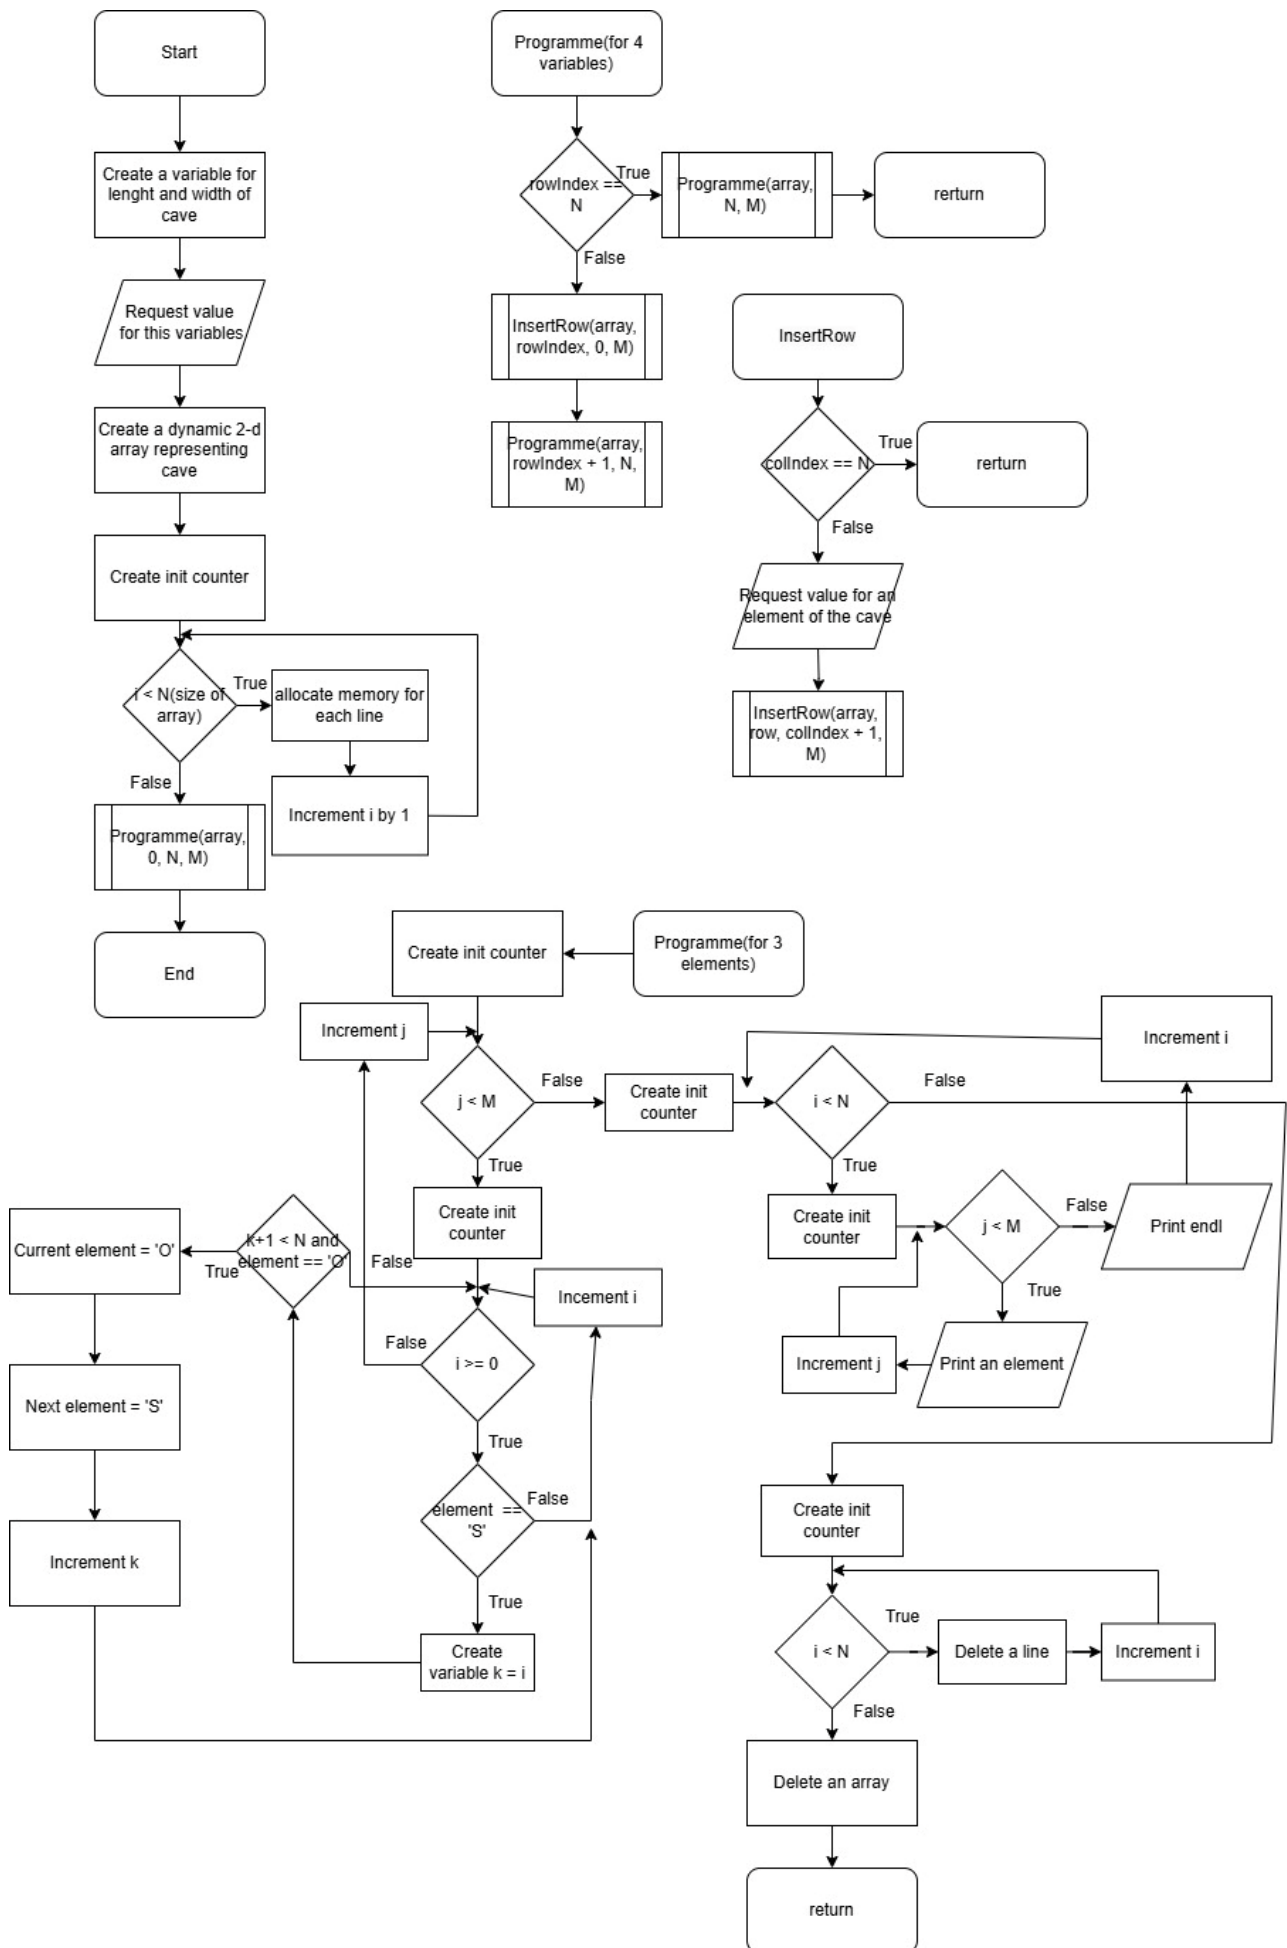 Start
Create a variable for
lenght and width of
cave
Request value
for this variables
Create a dynamic 2-d
array representing
cave
Create init counter
i < N(size of
array)
True
allocate memory for
each line
Increment i by 1
False
Programme(array,
0, N, M)
End
Programme(for 4
variables)
rowIndex ==
N
True
Programme(array,
N, M)
rerturn
False
InsertRow(array,
rowIndex, 0, M)
Programme(array,
rowIndex + 1, N,
M)
InsertRow
colIndex == N
True
rerturn
False
Request value for an
element of the cave
InsertRow(array,
row, colIndex + 1,
M)
Programme(for 3
elements)
Create init counter
Increment j
j < M
False
Create init
counter
i < N
False
Increment i
True
Create init
counter
True
Create init
counter
j < M
False
Print endl
True
Print an element
Increment j
k+1 < N and
element == 'O'
False
True
Current element = 'O'
Next element = 'S'
Increment k
Incement i
False
i >= 0
True
element ==
'S'
False
True
Create
variable k = i
Create init
counter
i < N
True
Delete a line
Increment i
False
Delete an array
return